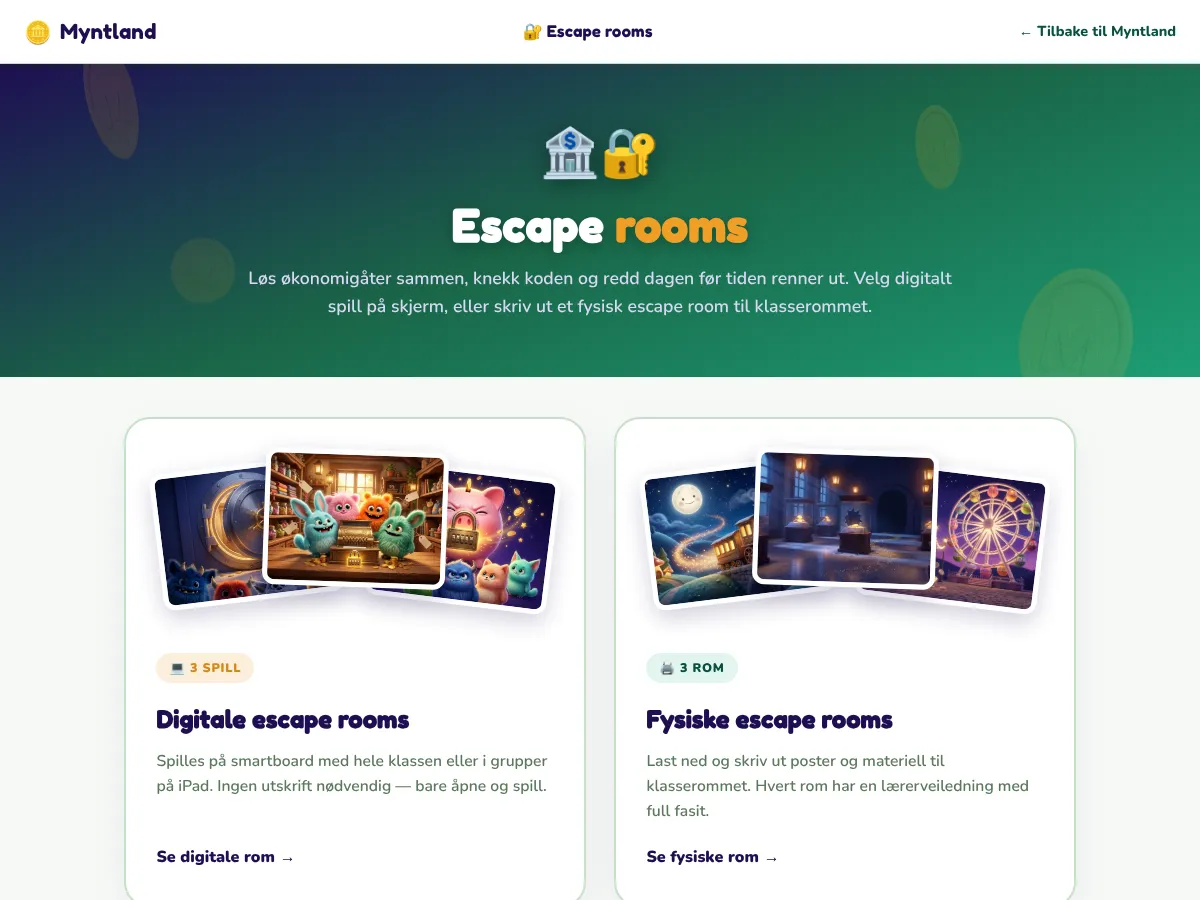 Myntland
🔐 Escape rooms
← Tilbake til Myntland
Escape rooms
Løs økonomigåter sammen, knekk koden og redd dagen før tiden renner ut. Velg digitalt
spill på skjerm, eller skriv ut et fysisk escape room til klasserommet.
💻 3 SPILL
Digitale escape rooms
Spilles på smartboard med hele klassen eller i grupper
på iPad. Ingen utskrift nødvendig — bare åpne og spill.
Se digitale rom →
🖨️ 3 ROM
Fysiske escape rooms
Last ned og skriv ut poster og materiell til
klasserommet. Hvert rom har en lærerveiledning med
full fasit.
Se fysiske rom →